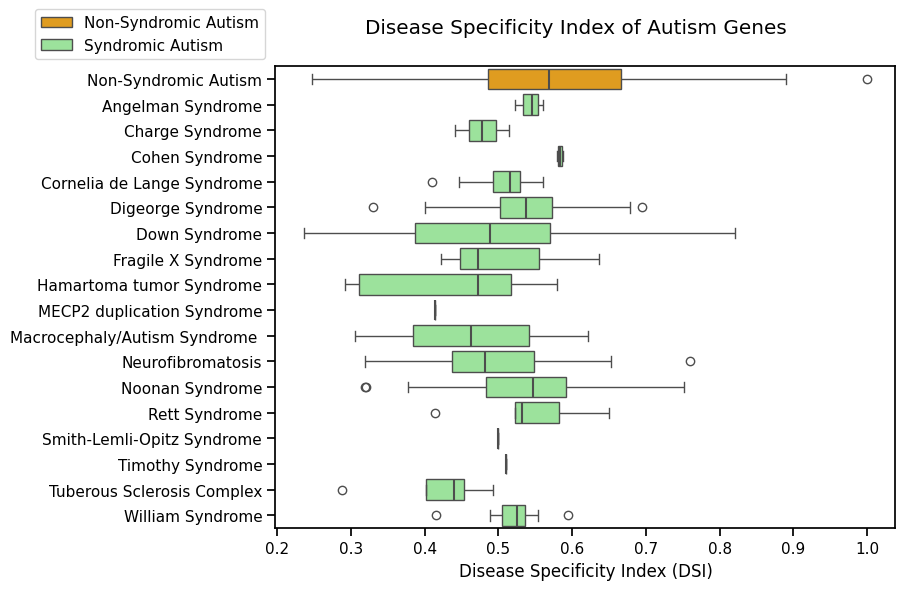 Non-Syndromic Autism
Syndromic Autism
Disease Specificity Index of Autism Genes
Non-Syndromic Autism
Angelman Syndrome
Charge Syndrome
Cohen Syndrome
Cornelia de Lange Syndrome
Digeorge Syndrome
Down Syndrome
Fragile X Syndrome
Hamartoma tumor Syndrome
MECP2 duplication Syndrome
Macrocephaly/Autism Syndrome
Neurofibromatosis
Noonan Syndrome
Rett Syndrome
Smith-Lemli-Opitz Syndrome
Timothy Syndrome
Tuberous Sclerosis Complex
William Syndrome
0.2 0.3 0.4 0.5 0.6 0.7 0.8 0.9 1.0
Disease Specificity Index (DSI)